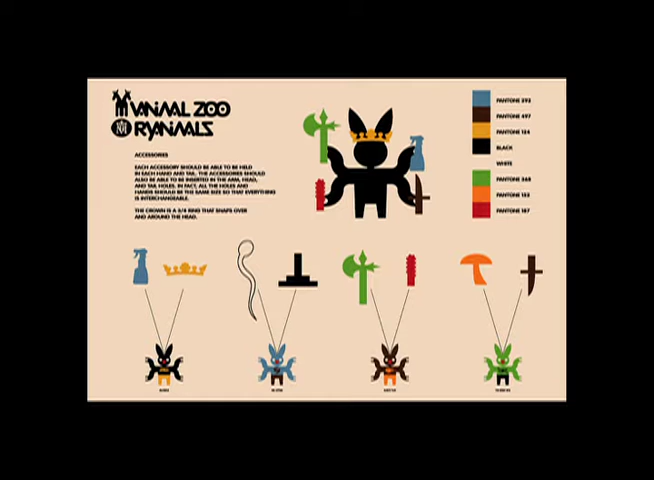 VANIMAL ZOO
RYANIMALS
ACCESSORIES
EACH ACCESSORY SHOULD BE ABLE TO BE HELD
IN EACH HAND AND TAIL. THE ACCESSORIES SHOULD
ALSO BE ABLE TO BE INSERTED IN THE ARM, HEAD,
AND TAIL HOLES. IN FACT, ALL THE HOLES AND
HANDS SHOULD BE THE SAME SIZE SO THAT EVERYTHING
IS INTERCHANGEABLE.
THE CROWN IS A 3/4 RING THAT SNAPS OVER
AND AROUND THE HEAD.
PANTONE
PANTONE 497
PANTONE 124
BLACK
WHITE
PANTONE
PANTONE
PANTONE 187